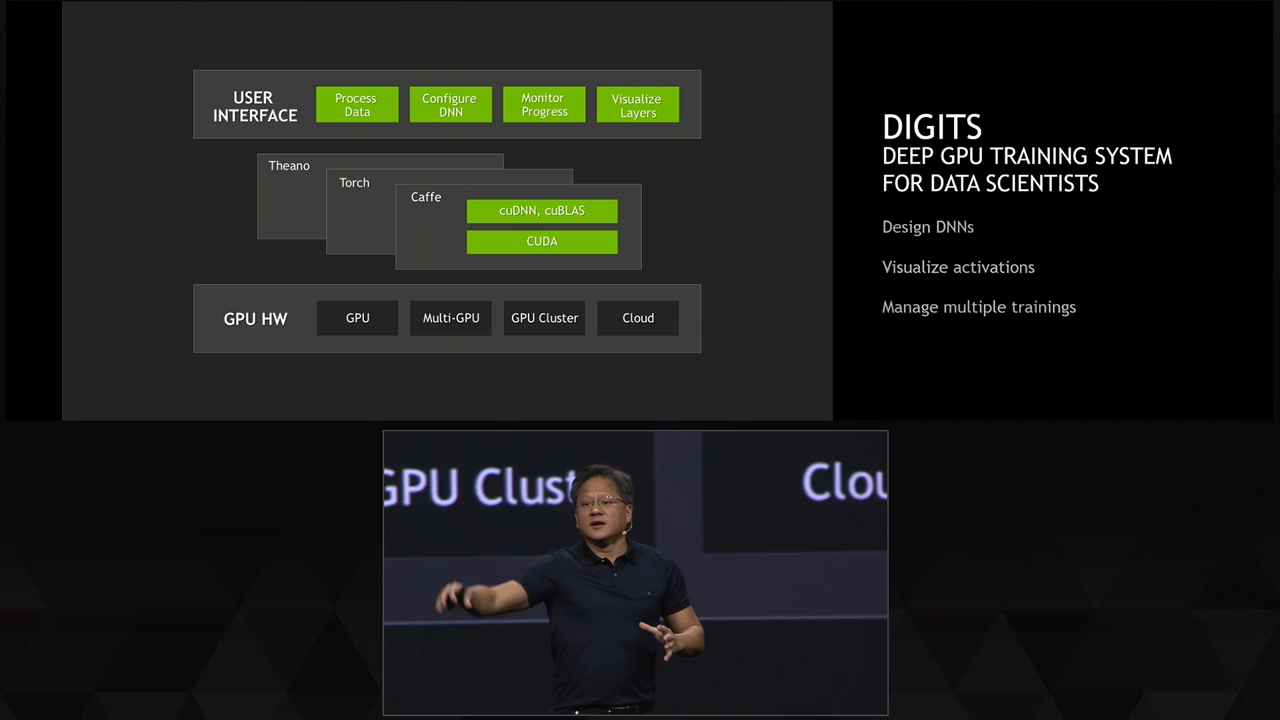 USER
INTERFACE
Process
Data
Configure
DNN
Monitor
Progress
Visualize
Layers
Theano
Torch
Caffe
cuDNN, cuBLAS
CUDA
GPU HW
GPU
Multi-GPU
GPU Cluster
Cloud
DIGITS
DEEP GPU TRAINING SYSTEM
FOR DATA SCIENTISTS
Design DNNs
Visualize activations
Manage multiple trainings
GPU Clust
Clou